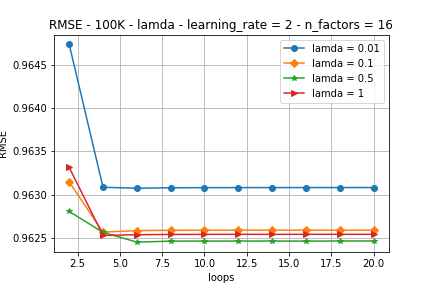 RMSE - 100K - lamda - learning_rate = 2 - n_factors = 16
lamda = 0.01
lamda = 0.1
lamda = 0.5
lamda = 1
0.9645
0.9640
0.9635
0.9630
0.9625
RMSE
2.5 5.0 7.5 10.0 12.5 15.0 17.5 20.0
loops